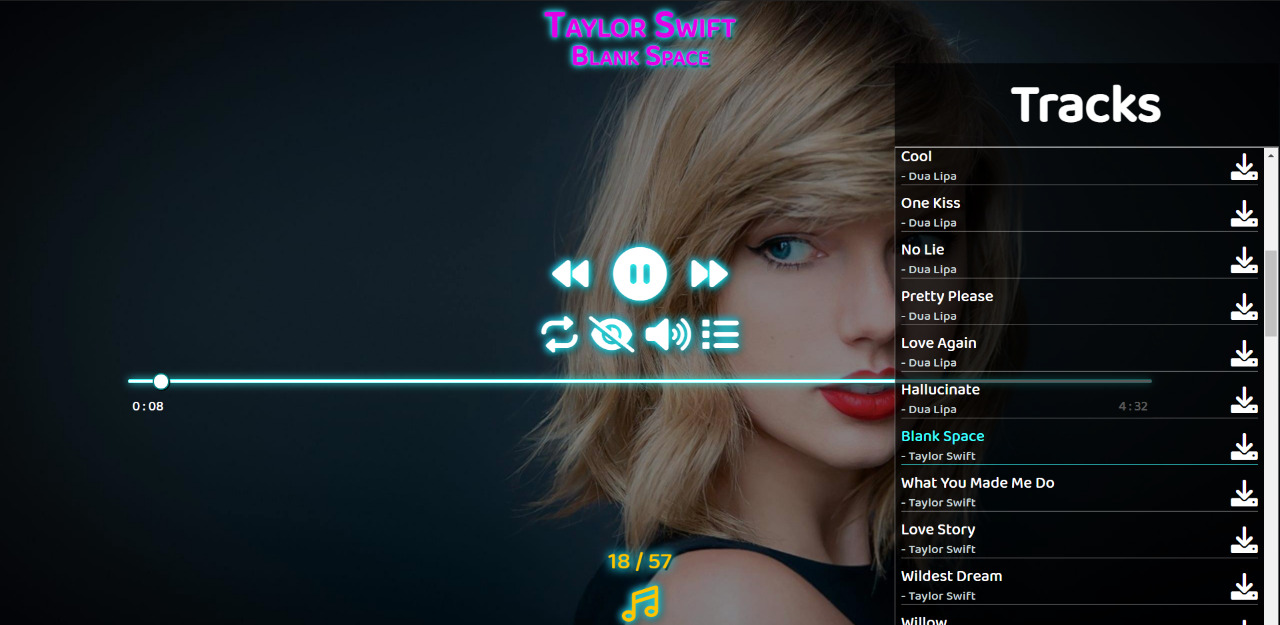 Taylor Swift
Blank Space
Tracks
Cool
- Dua Lipa
One Kiss
- Dua Lipa
No Lie
- Dua Lipa
Pretty Please
- Dua Lipa
Love Again
- Dua Lipa
Hallucinate
- Dua Lipa
0:08
4:32
Blank Space
- Taylor Swift
What You Made Me Do
- Taylor Swift
Love Story
- Taylor Swift
18 / 57
Wildest Dream
- Taylor Swift
Willow